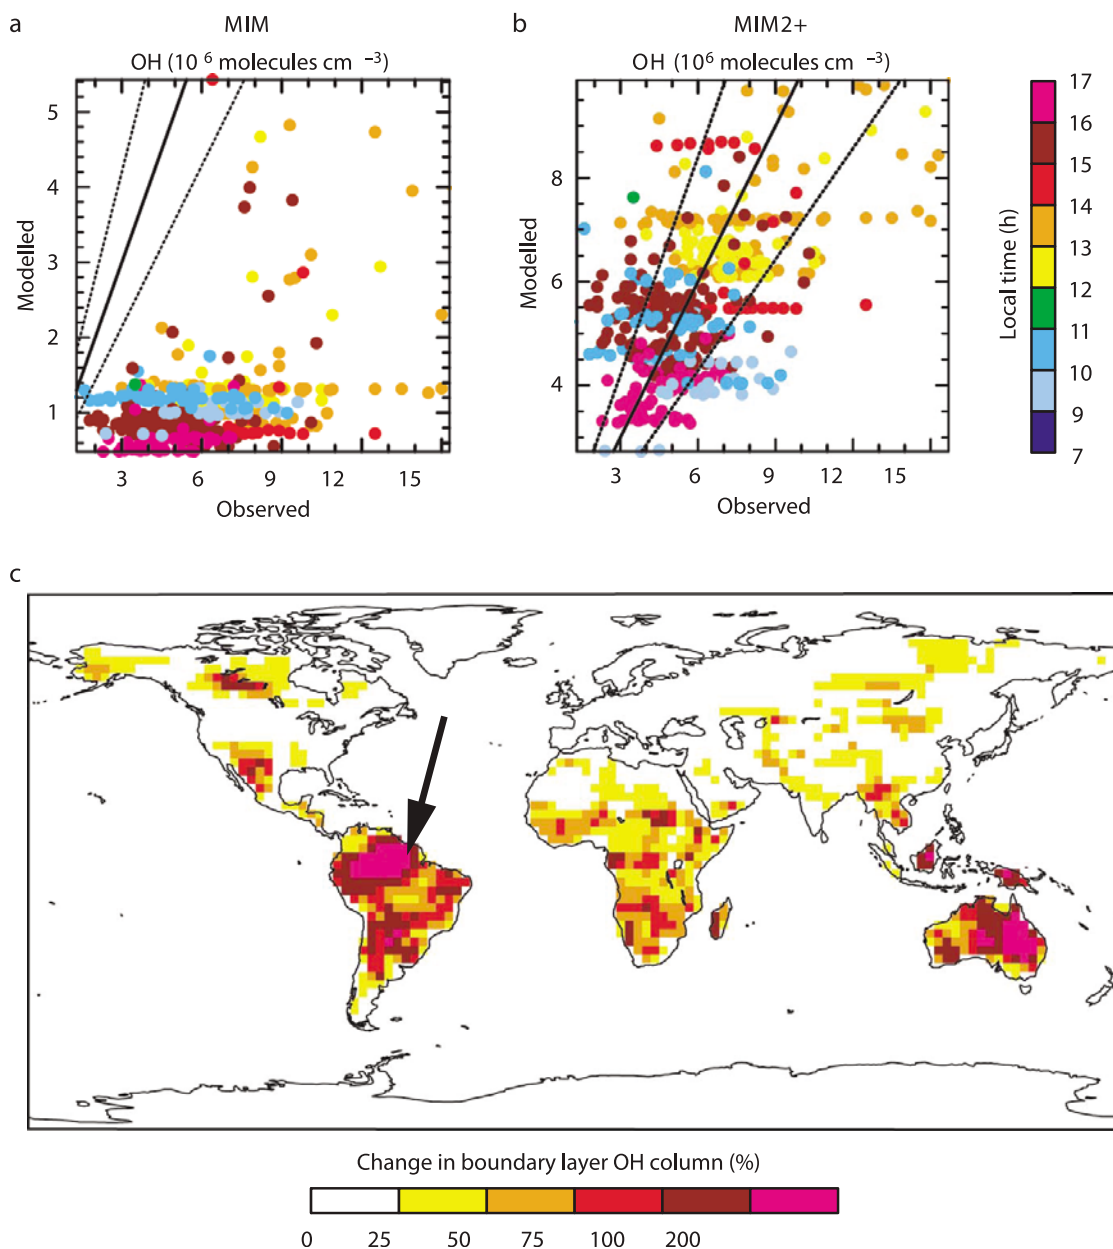 a
MIM
OH (10 ⁶ molecules cm ⁻³)
5
4
3
2
1
Modelled
3 6 9 12 15
Observed
b
MIM2+
OH (10⁶ molecules cm ⁻³)
8
6
4
Modelled
3 6 9 12 15
Observed
17
16
15
14
13
12
11
10
9
7
Local time (h)
c
Change in boundary layer OH column (%)
0 25 50 75 100 200